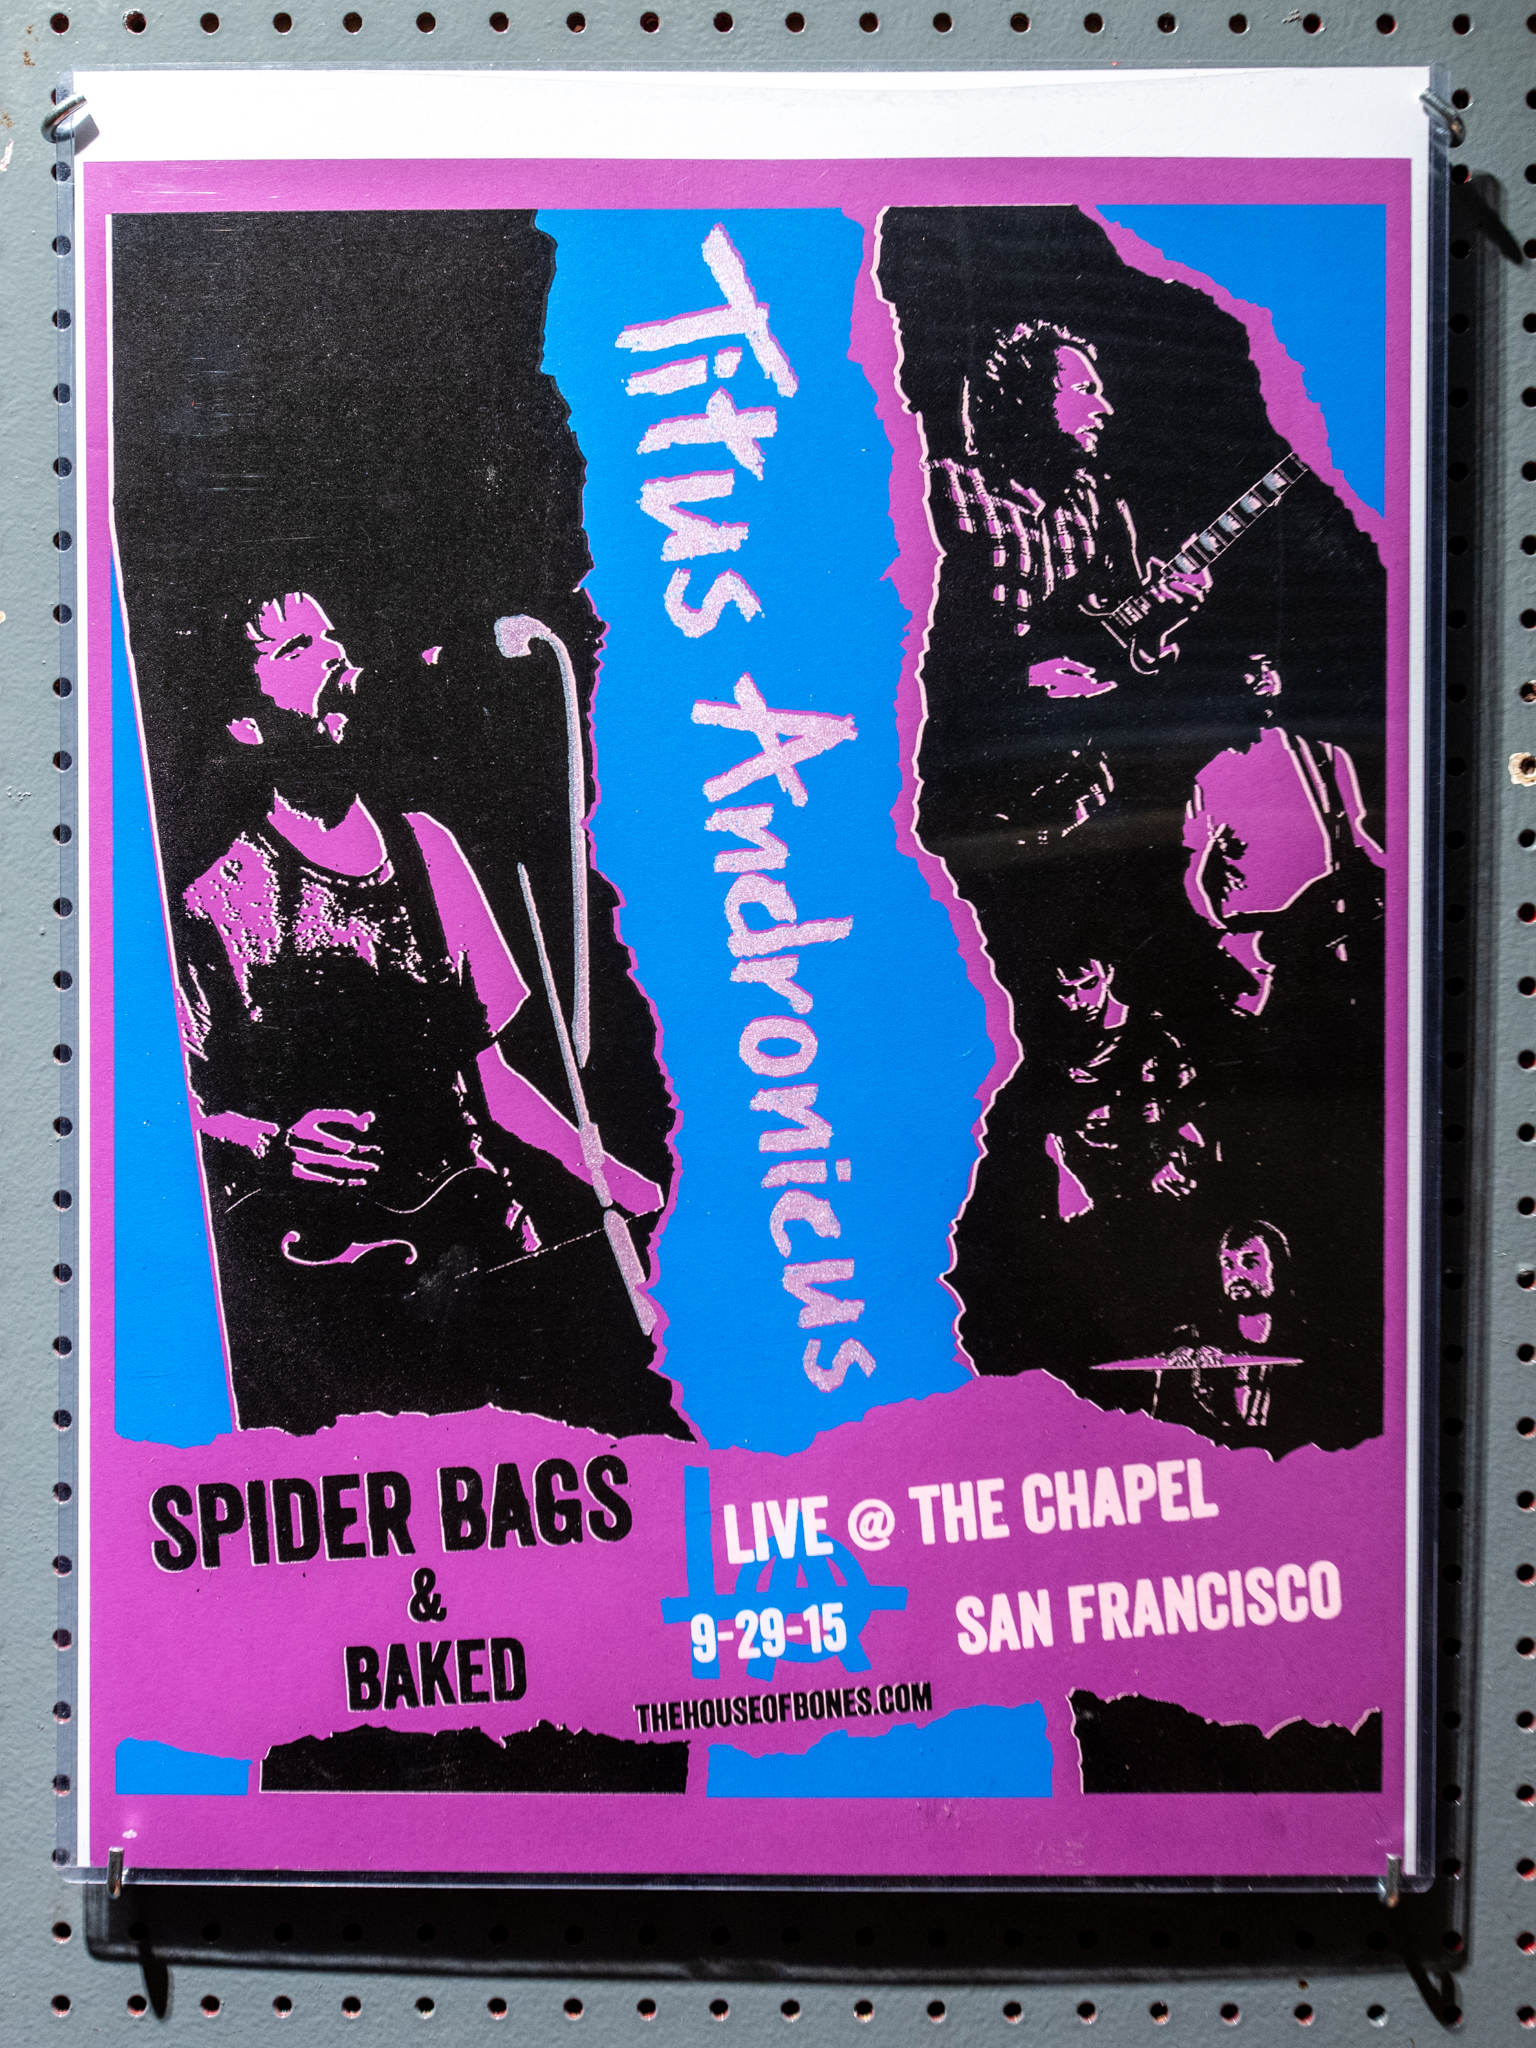 Titus Andronicus
SPIDER BAGS
&
BAKED
LIVE @ THE CHAPEL
9-29-15
SAN FRANCISCO
THEHOUSEOFBONES.COM